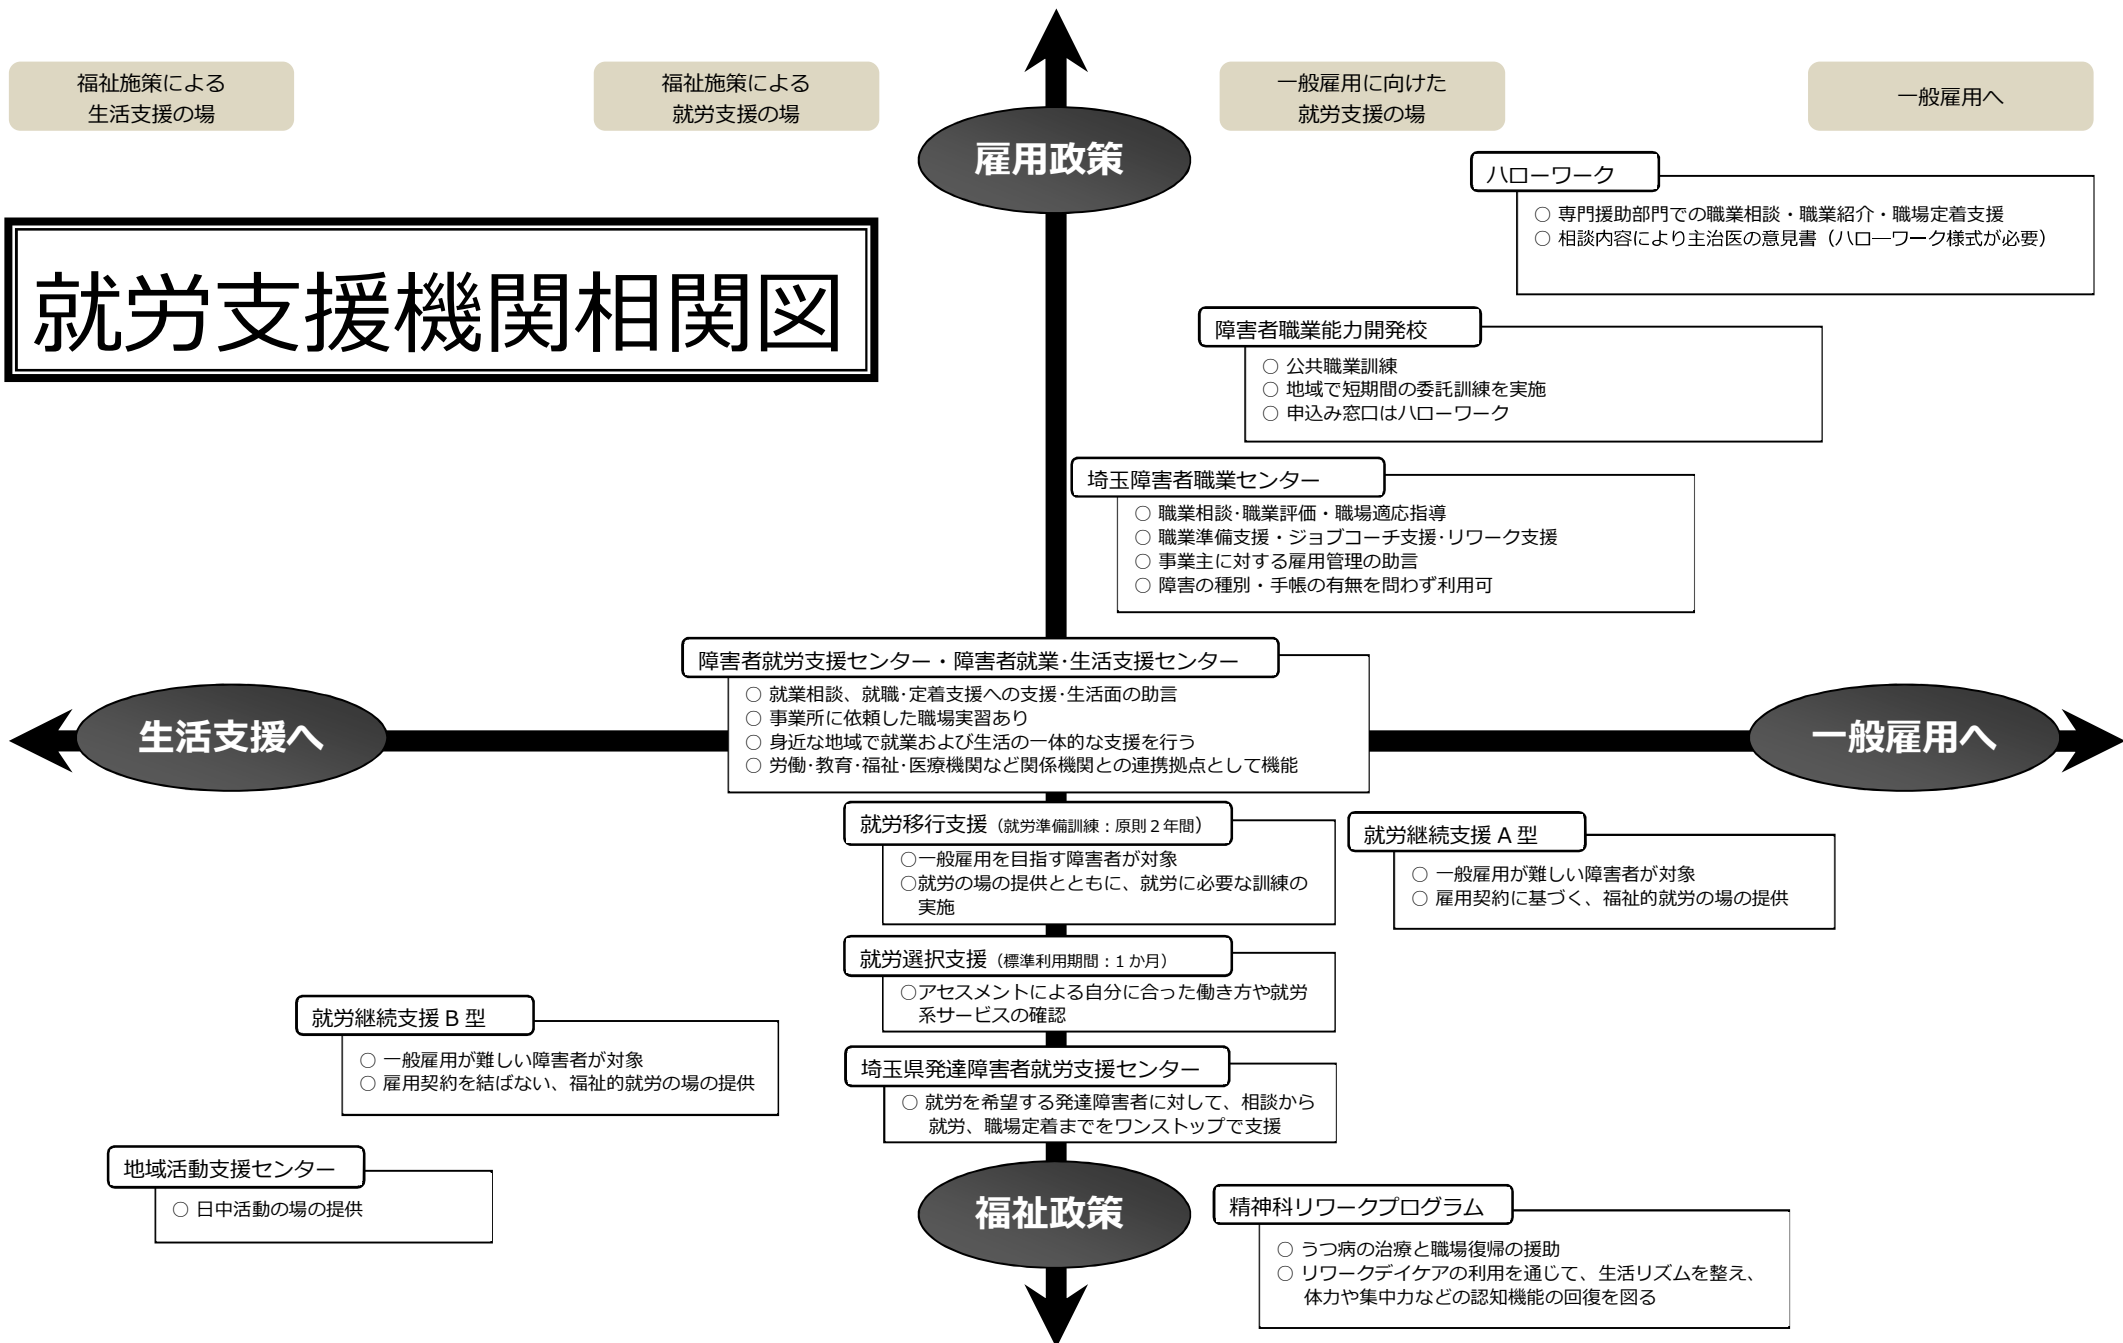 福祉施策による
生活支援の場
福祉施策による
就労支援の場
一般雇用に向けた
就労支援の場
一般雇用へ
雇用政策
就労支援機関相関図
ハローワーク
○ 専門援助部門での職業相談・職業紹介・職場定着支援
○ 相談内容により主治医の意見書（ハロ―ワーク様式が必要）
障害者職業能力開発校
○ 公共職業訓練
○ 地域で短期間の委託訓練を実施
○ 申込み窓口はハローワーク
埼玉障害者職業センター
○ 職業相談･職業評価・職場適応指導
○ 職業準備支援・ジョブコーチ支援･リワーク支援
○ 事業主に対する雇用管理の助言
○ 障害の種別・手帳の有無を問わず利用可
障害者就労支援センター・障害者就業･生活支援センター
○ 就業相談、就職･定着支援への支援･生活面の助言
○ 事業所に依頼した職場実習あり
○ 身近な地域で就業および生活の一体的な支援を行う
○ 労働･教育･福祉･医療機関など関係機関との連携拠点として機能
生活支援へ
一般雇用へ
就労移行支援（就労準備訓練：原則２年間）
○一般雇用を目指す障害者が対象
○就労の場の提供とともに、就労に必要な訓練の
実施
就労継続支援 A 型
○ 一般雇用が難しい障害者が対象
○ 雇用契約に基づく、福祉的就労の場の提供
就労選択支援（標準利用期間：１か月）
○アセスメントによる自分に合った働き方や就労
系サービスの確認
就労継続支援 B 型
○ 一般雇用が難しい障害者が対象
○ 雇用契約を結ばない、福祉的就労の場の提供
埼玉県発達障害者就労支援センター
○ 就労を希望する発達障害者に対して、相談から
就労、職場定着までをワンストップで支援
地域活動支援センター
○ 日中活動の場の提供
福祉政策
精神科リワークプログラム
○ うつ病の治療と職場復帰の援助
○ リワークデイケアの利用を通じて、生活リズムを整え、
体力や集中力などの認知機能の回復を図る